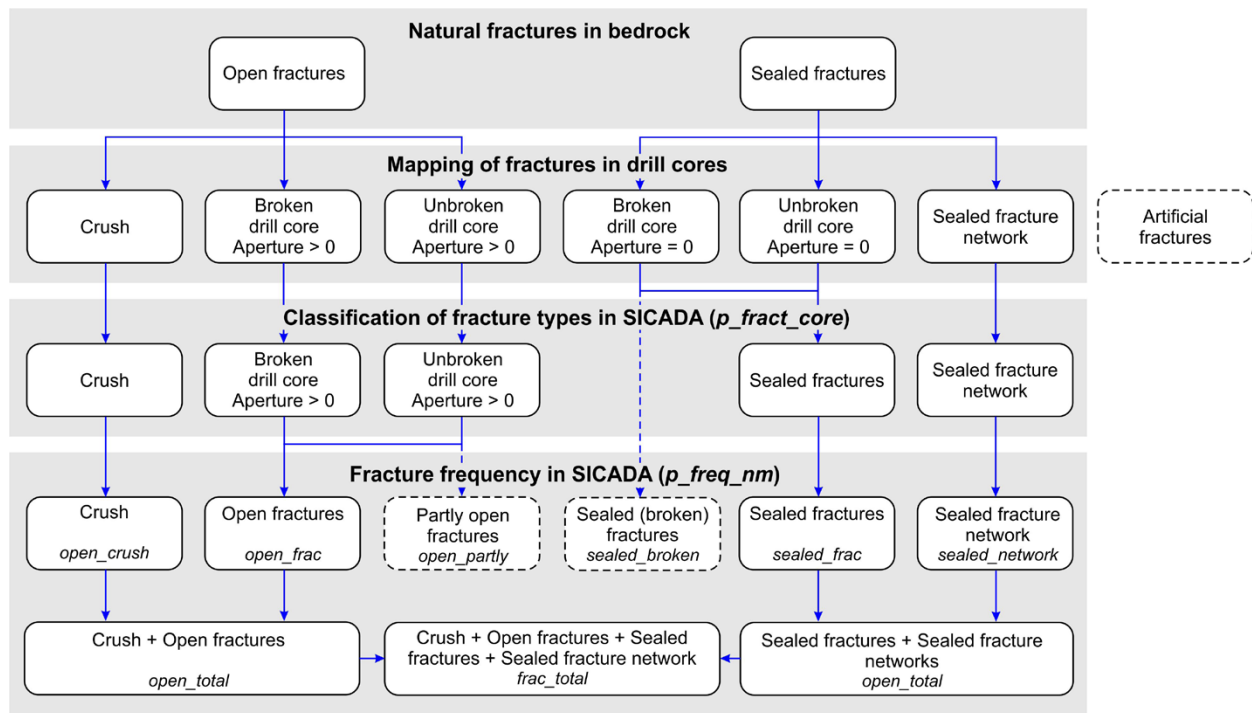 Natural fractures in bedrock
Open fractures
Sealed fractures
Mapping of fractures in drill cores
Crush
Broken
drill core
Aperture > 0
Unbroken
drill core
Aperture > 0
Broken
drill core
Aperture = 0
Unbroken
drill core
Aperture = 0
Sealed fracture
network
Artificial
fractures
Classification of fracture types in SICADA (p_fract_core)
Crush
Broken
drill core
Aperture > 0
Unbroken
drill core
Aperture > 0
Sealed fractures
Sealed fracture
network
Fracture frequency in SICADA (p_freq_nm)
Crush
open_crush
Open fractures
open_frac
Partly open
fractures
open_partly
Sealed (broken)
fractures
sealed_broken
Sealed fractures
sealed_frac
Sealed fracture
network
sealed_network
Crush + Open fractures
open_total
Crush + Open fractures + Sealed
fractures + Sealed fracture network
frac_total
Sealed fractures + Sealed fracture
networks
open_total